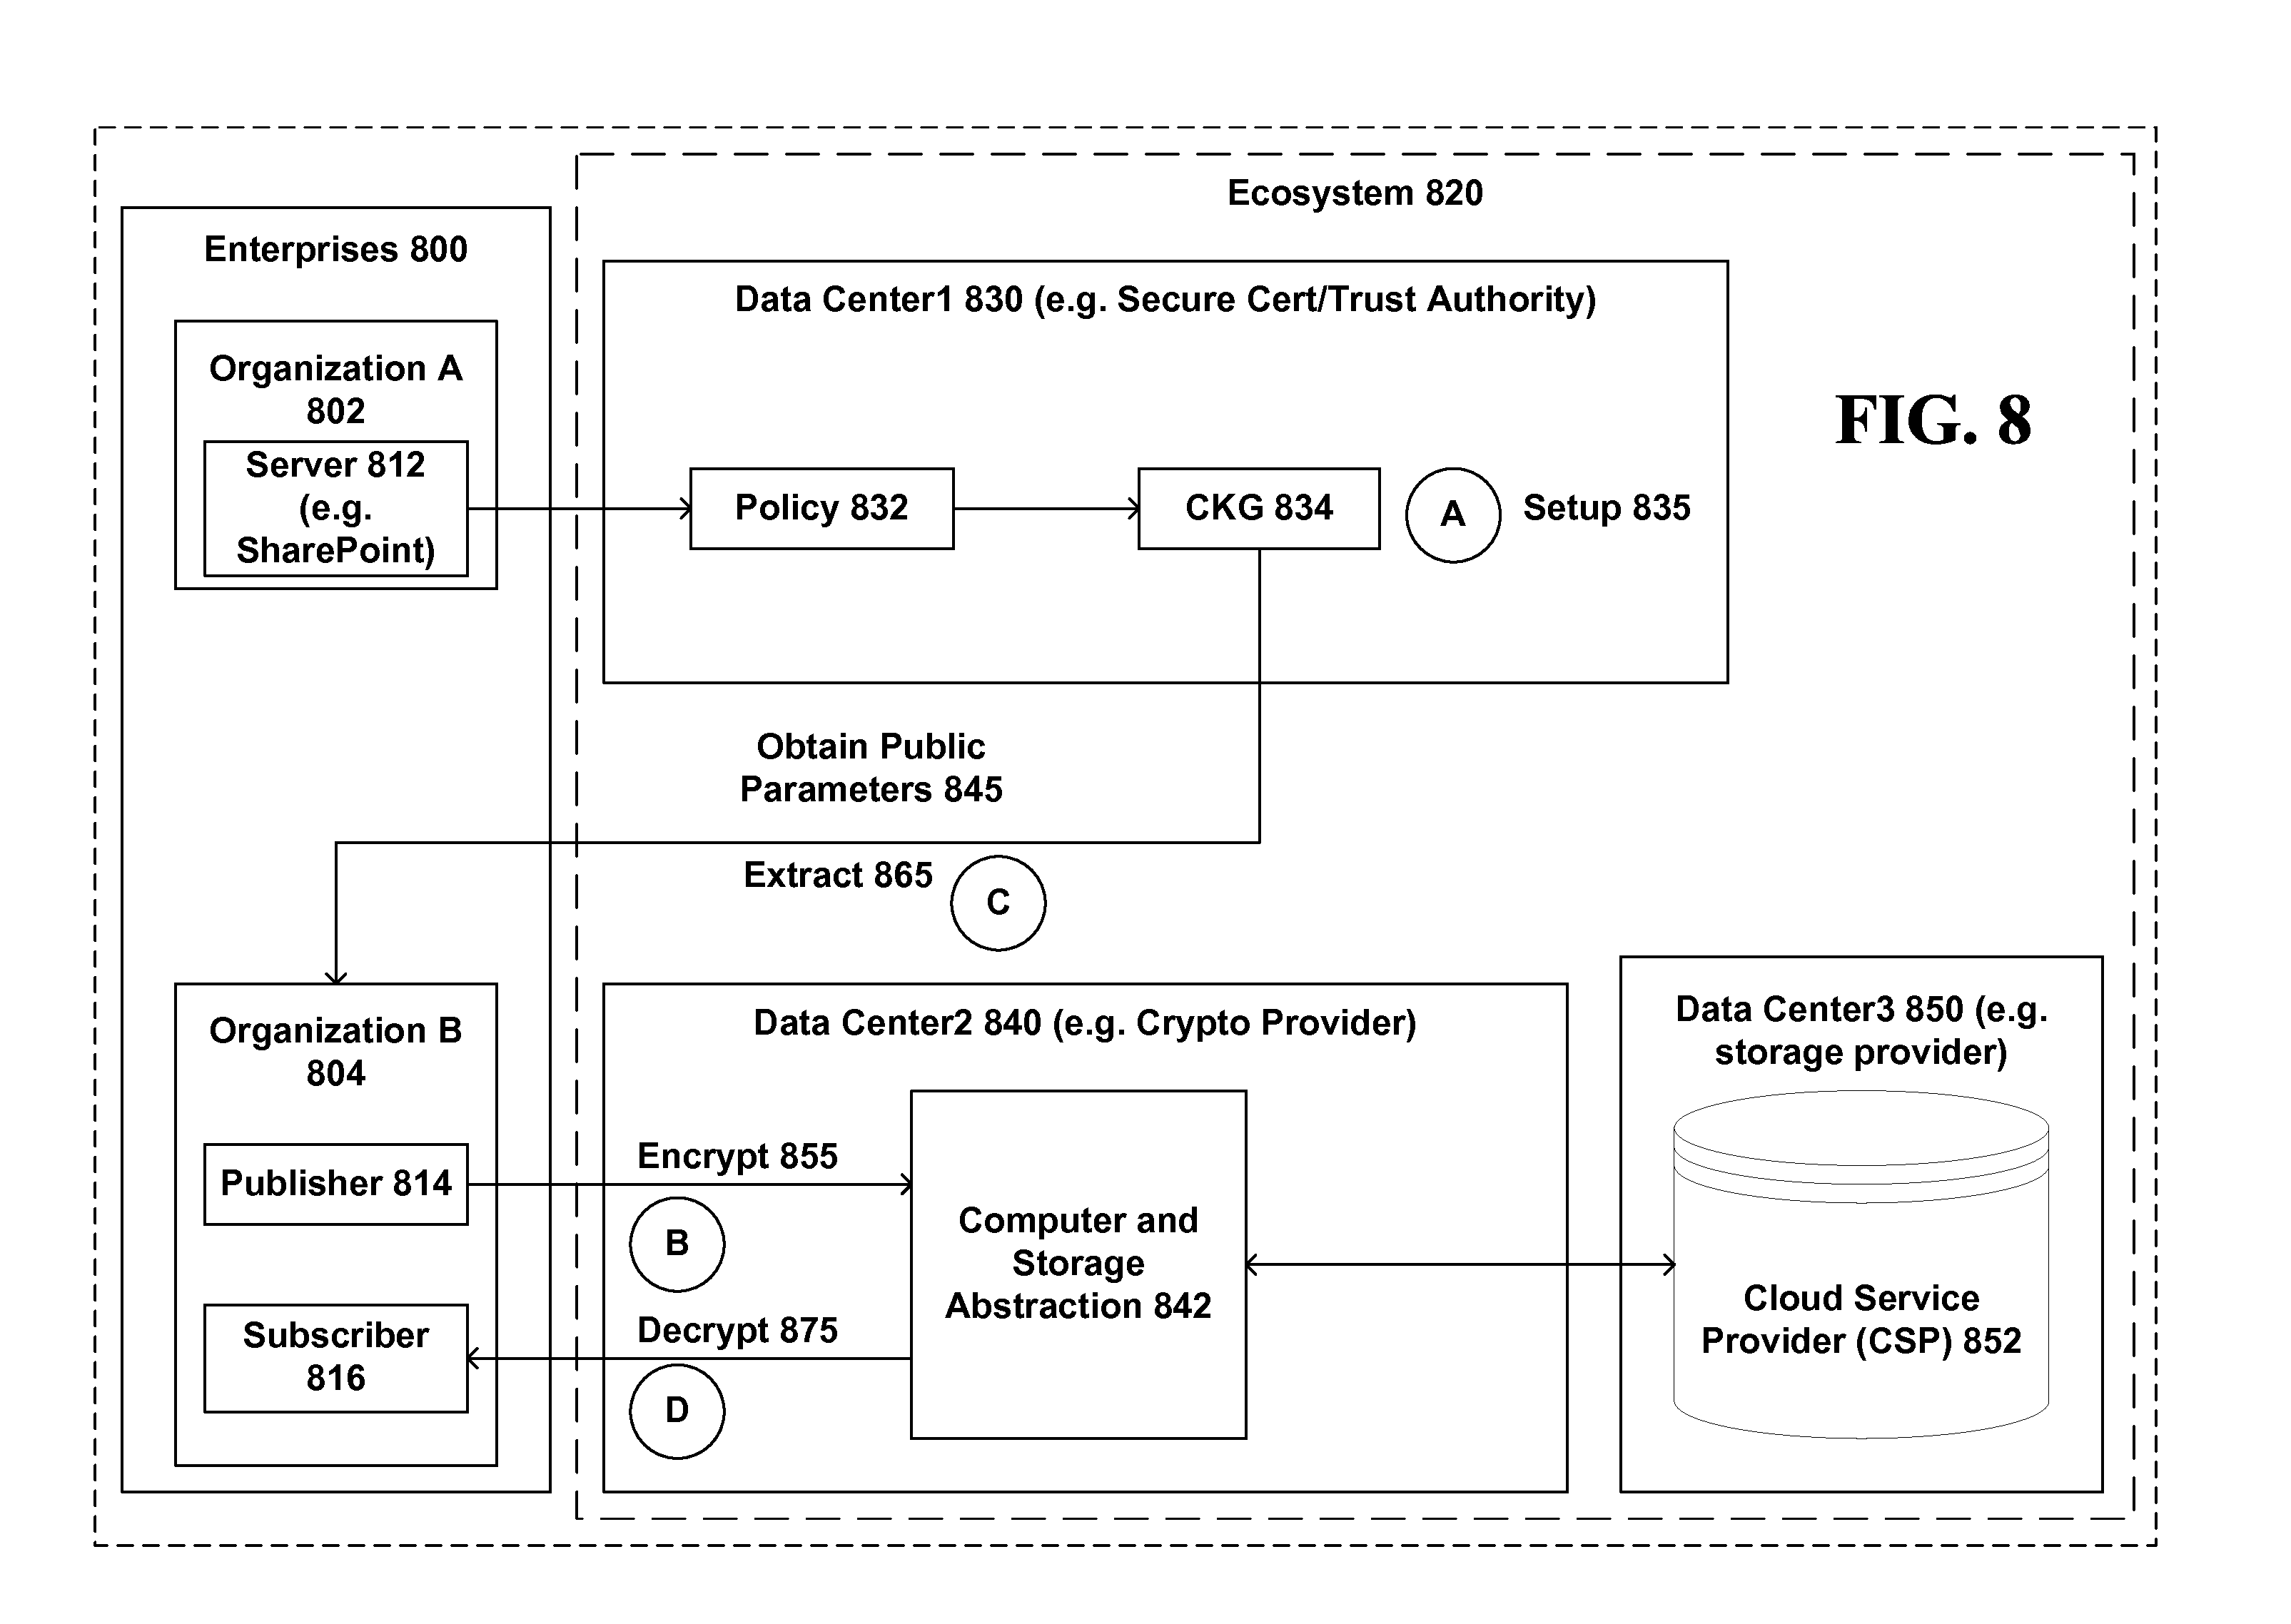 Ecosystem 820
Enterprises 800
Organization A
802
Server 812
(e.g.
SharePoint)
Data Center1 830 (e.g. Secure Cert/Trust Authority)
Policy 832
CKG 834
A
Setup 835
FIG. 8
Obtain Public
Parameters 845
Extract 865
C
Organization B
804
Publisher 814
Subscriber
816
Data Center2 840 (e.g. Crypto Provider)
Encrypt 855
B
Decrypt 875
D
Computer and
Storage
Abstraction 842
Data Center3 850 (e.g.
storage provider)
Cloud Service
Provider (CSP) 852